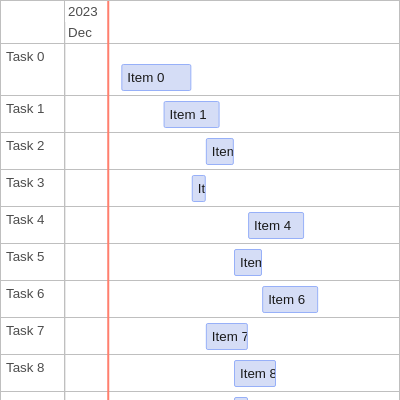 2023
Dec
Task 0
Item 0
Task 1
Item 1
Task 2
Iten
Task 3
It
Task 4
Item 4
Task 5
Iten
Task 6
Item 6
Task 7
Item 7
Task 8
Item 8